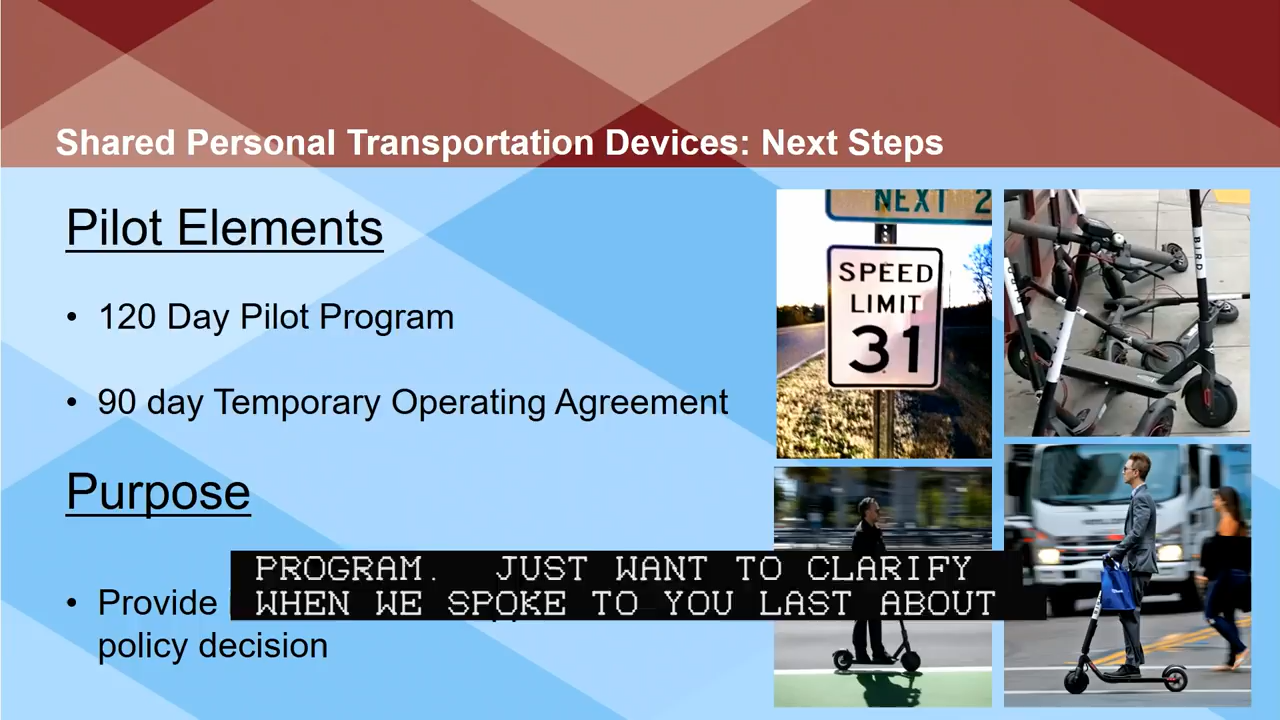 Shared Personal Transportation Devices: Next Steps
Pilot Elements
• 120 Day Pilot Program
• 90 day Temporary Operating Agreement
Purpose
• Provide
policy decision
PROGRAM. JUST WANT TO CLARIFY
WHEN WE SPOKE TO YOU LAST ABOUT
NEXT 2
SPEED
LIMIT
31
BIRD
BIRD